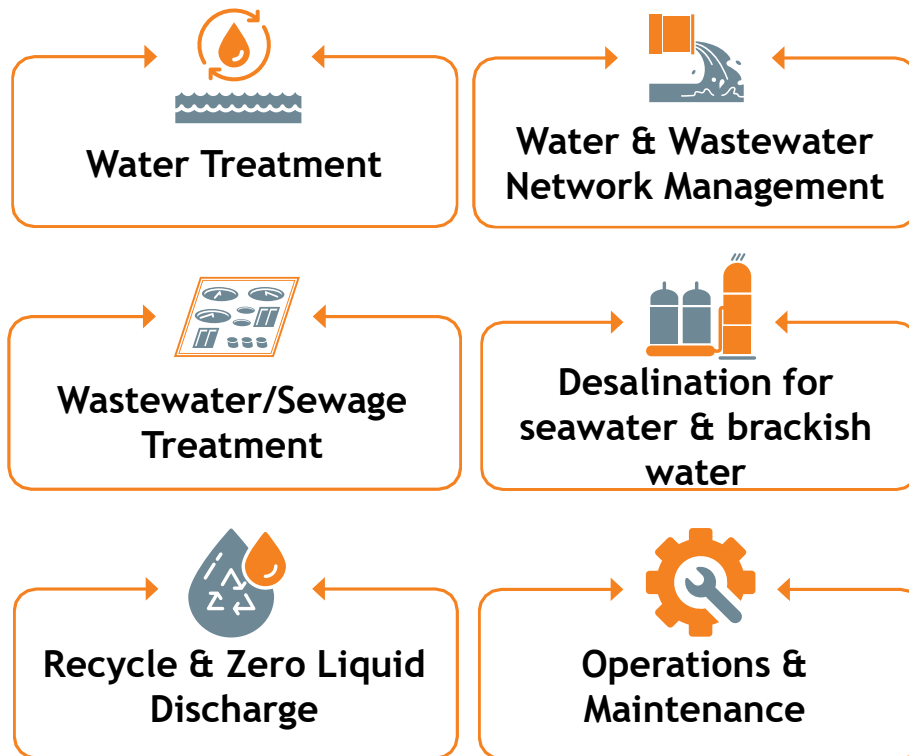 Water Treatment
Water & Wastewater
Network Management
Wastewater/Sewage
Treatment
Desalination for
seawater & brackish
water
Recycle & Zero Liquid
Discharge
Operations &
Maintenance